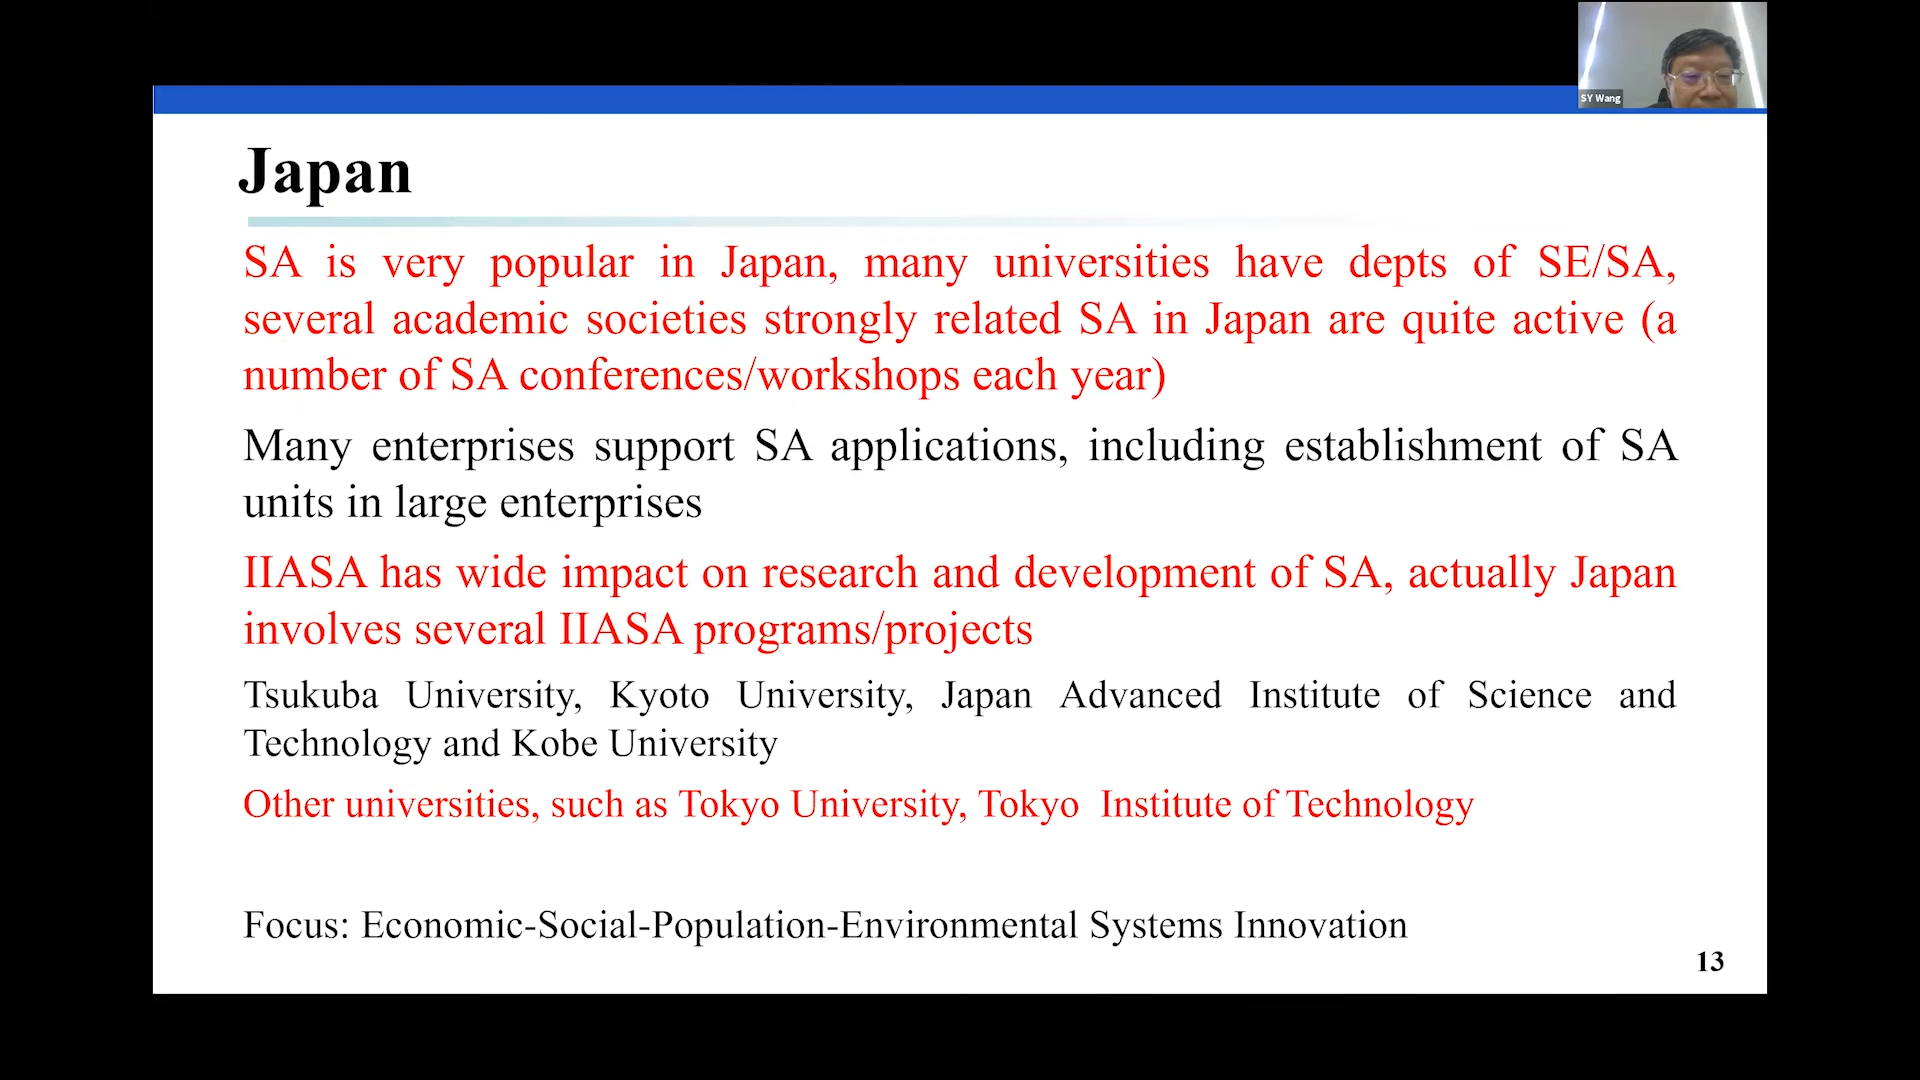 SY Wang
Japan
SA is very popular in Japan, many universities have depts of SE/SA,
several academic societies strongly related SA in Japan are quite active (a
number of SA conferences/workshops each year)
Many enterprises support SA applications, including establishment of SA
units in large enterprises
IIASA has wide impact on research and development of SA, actually Japan
involves several IIASA programs/projects
Tsukuba University, Kyoto University, Japan Advanced Institute of Science and
Technology and Kobe University
Other universities, such as Tokyo University, Tokyo Institute of Technology
Focus: Economic-Social-Population-Environmental Systems Innovation
13